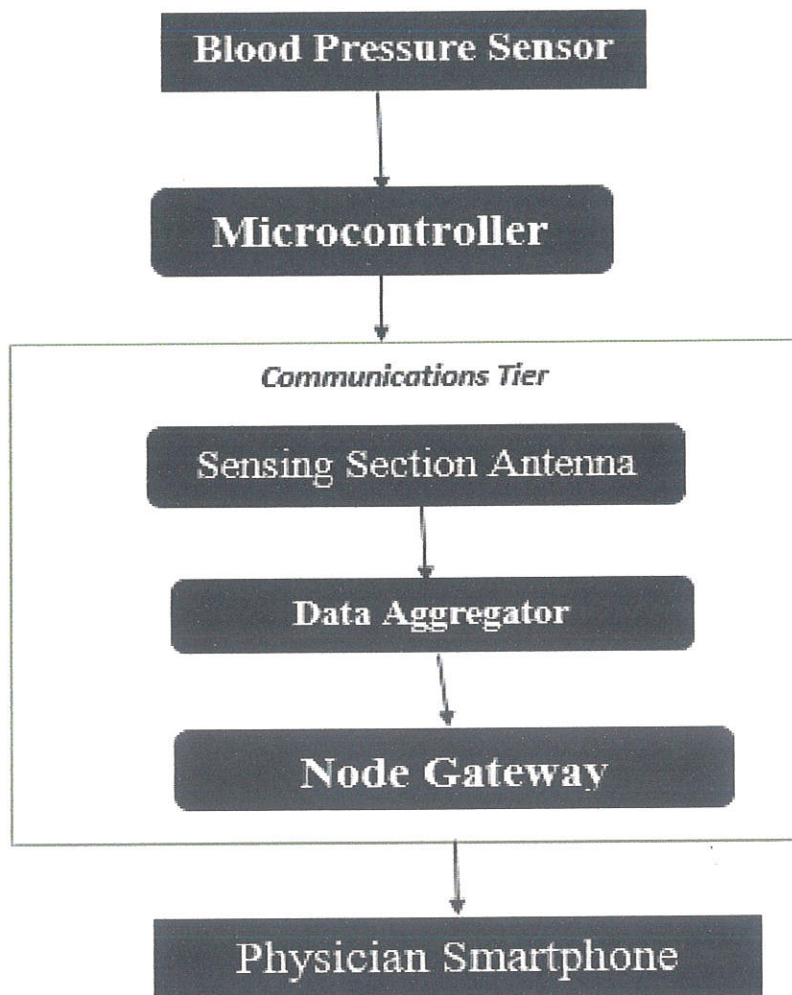 Blood Pressure Sensor
Microcontroller
Communications Tier
Sensing Section Antenna
Data Aggregator
Node Gateway
Physician Smartphone